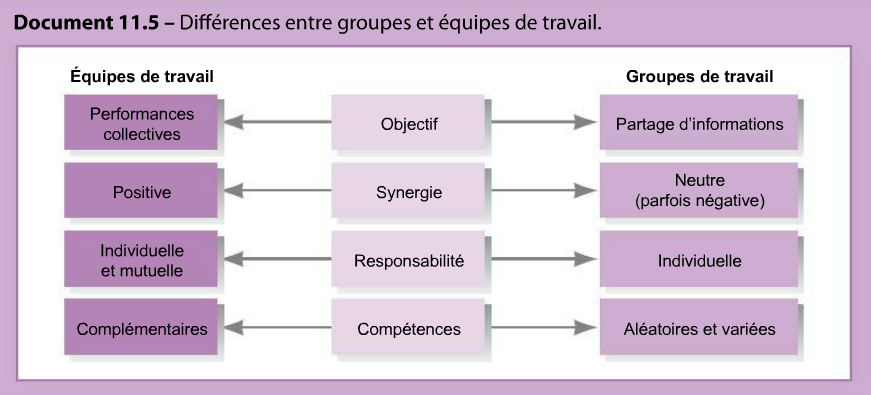 Document 11.5 – Différences entre groupes et équipes de travail.
Équipes de travail
Groupes de travail
Performances
collectives
Objectif
Partage d’informations
Positive
Synergie
Neutre
(parfois négative)
Individuelle
et mutuelle
Responsabilité
Individuelle
Complémentaires
Compétences
Aléatoires et variées